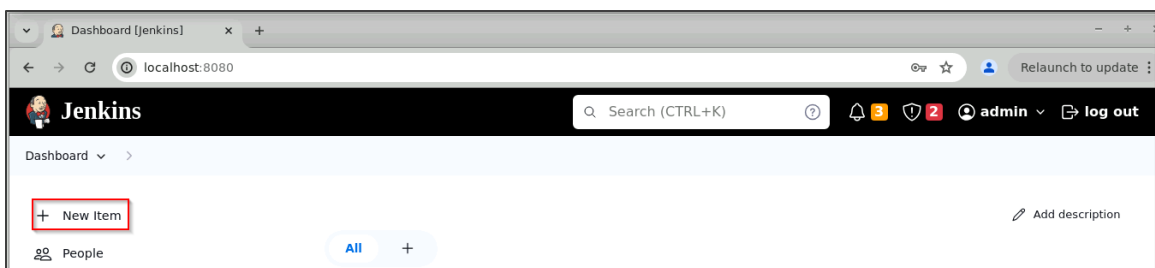 Dashboard [Jenkins] x +
localhost:8080 Relaunch to update
Jenkins Search (CTRL+K) ? 3 2 admin log out
Dashboard >
+ New Item Add description
People All +